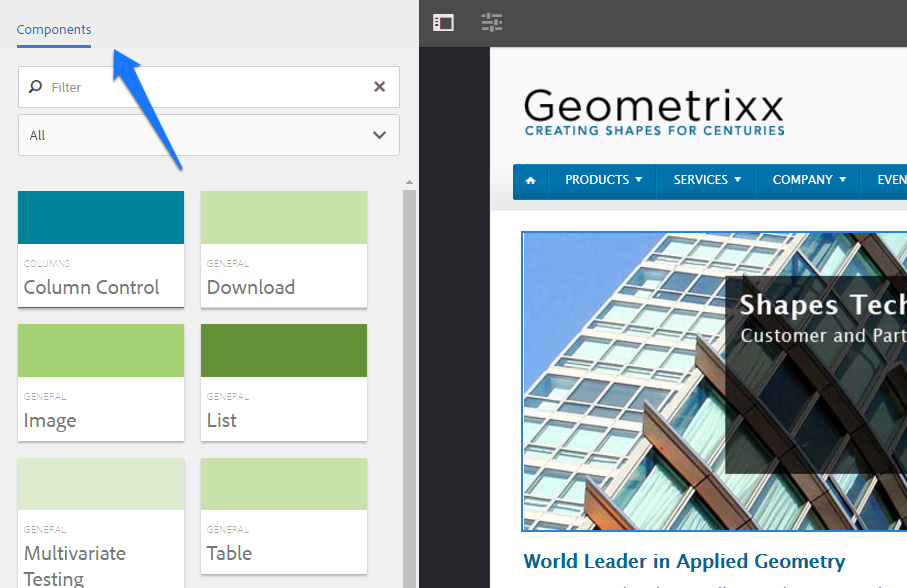 Components
Filter
All
COLUMNS
Column Control
GENERAL
Download
GENERAL
Image
GENERAL
List
GENERAL
Multivariate
Testing
GENERAL
Table
Geometrixx
CREATING SHAPES FOR CENTURIES
PRODUCTS SERVICES COMPANY EVEN
Shapes Tech
Customer and Part
World Leader in Applied Geometry